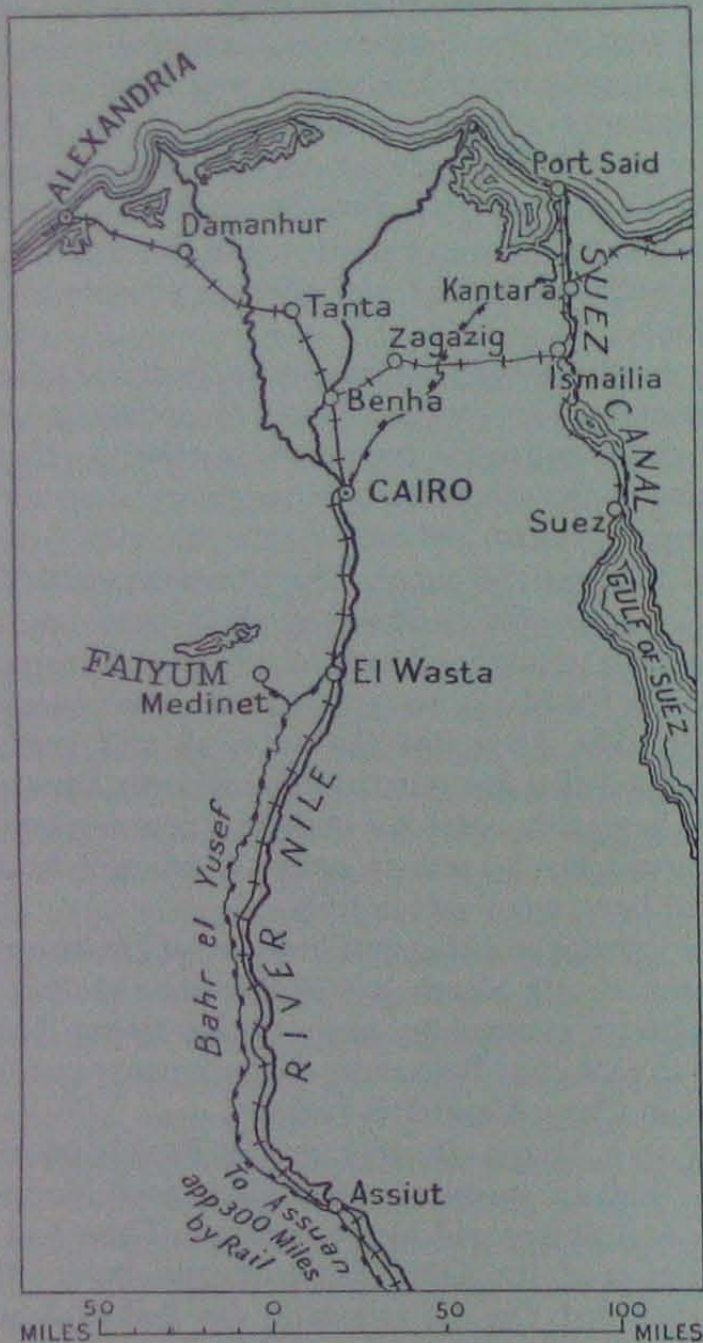 ALEXANDRIA
Port Said
Damanhur
SUEZ CANAL
Kantara
Tanta
Zagazig
Ismailia
Benha
CAIRO
Suez
GULF OF SUEZ
FAIYUM
El Wasta
Medinet
RIVER NILE
Bahr el Yusef
To Assuan
app 300 Miles
by Rail
Assiut
50 0 50 100
MILES MILES